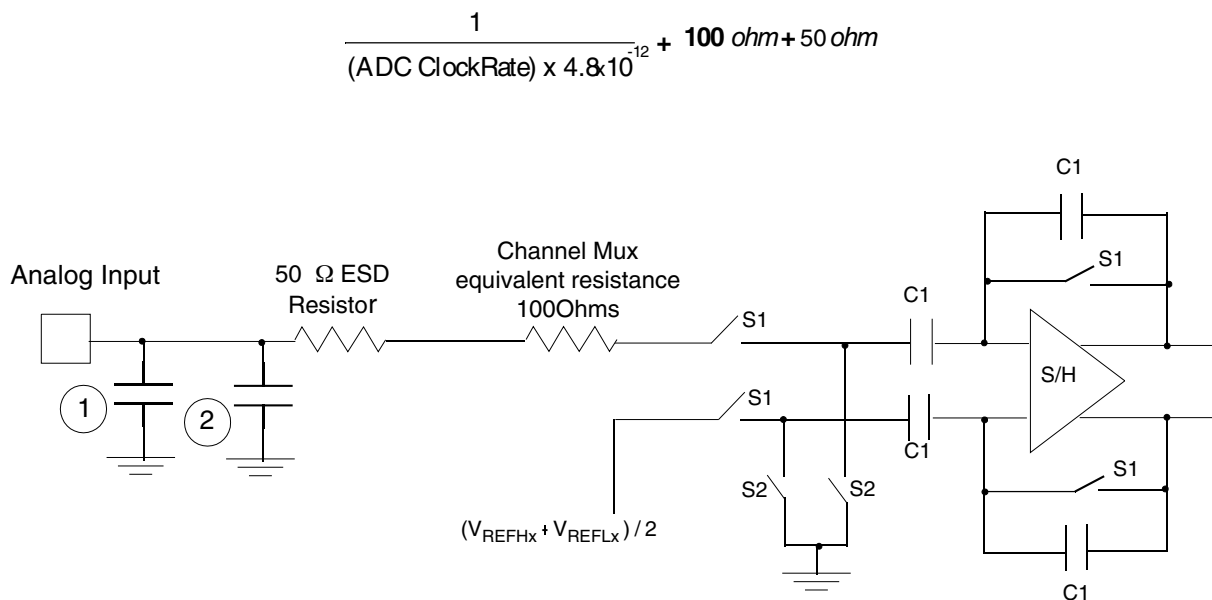 1
(ADC ClockRate) x 4.8x10-12 + 100 ohm + 50 ohm
C1
S1
Channel Mux
equivalent resistance
100Ohms
Analog Input
50 Ω ESD
Resistor
S1
C1
S/H
1
2
S1
C1
S1
S2
S2
(VREFHx + VREFLx) / 2
C1